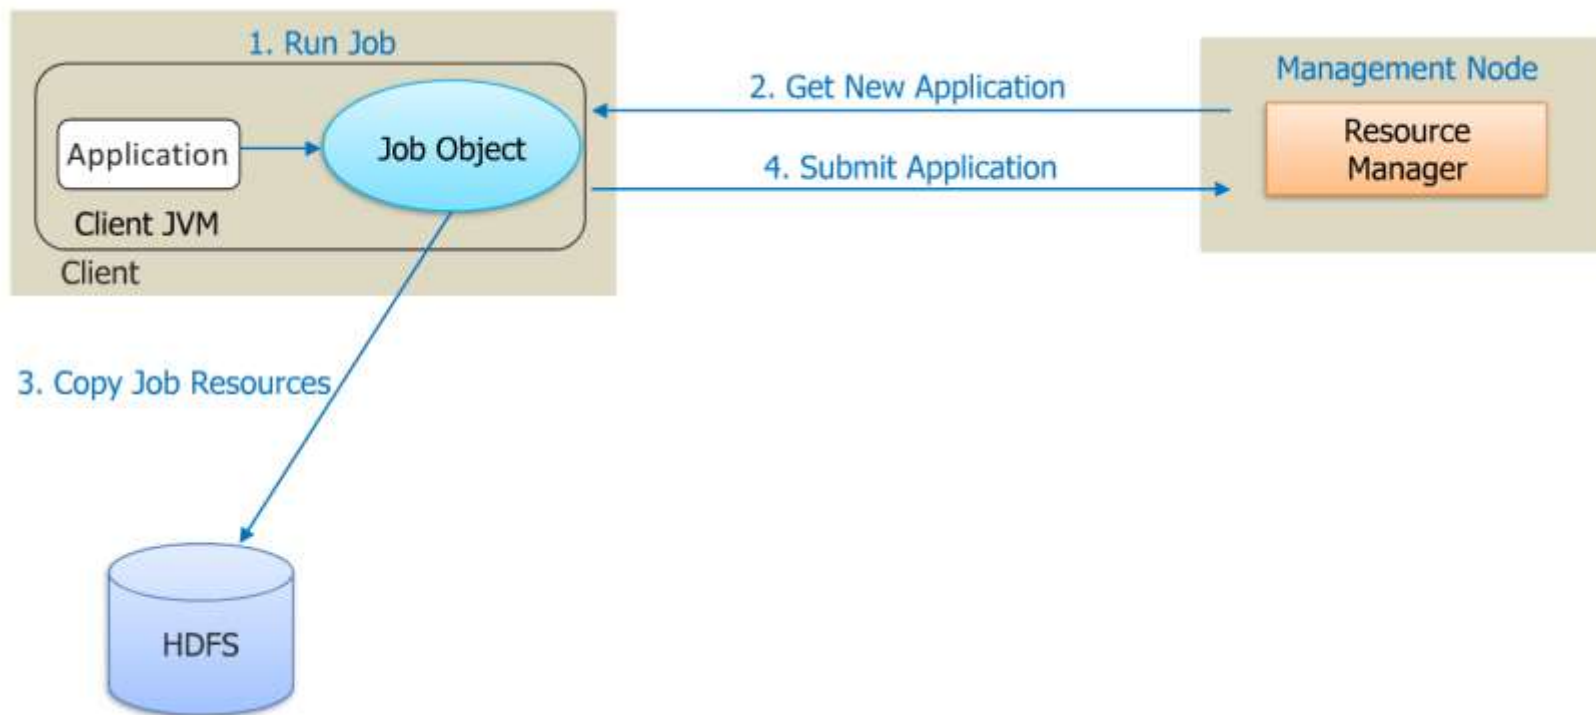 1. Run Job
Application
Job Object
Client JVM
Client
2. Get New Application
4. Submit Application
Management Node
Resource
Manager
3. Copy Job Resources
HDFS